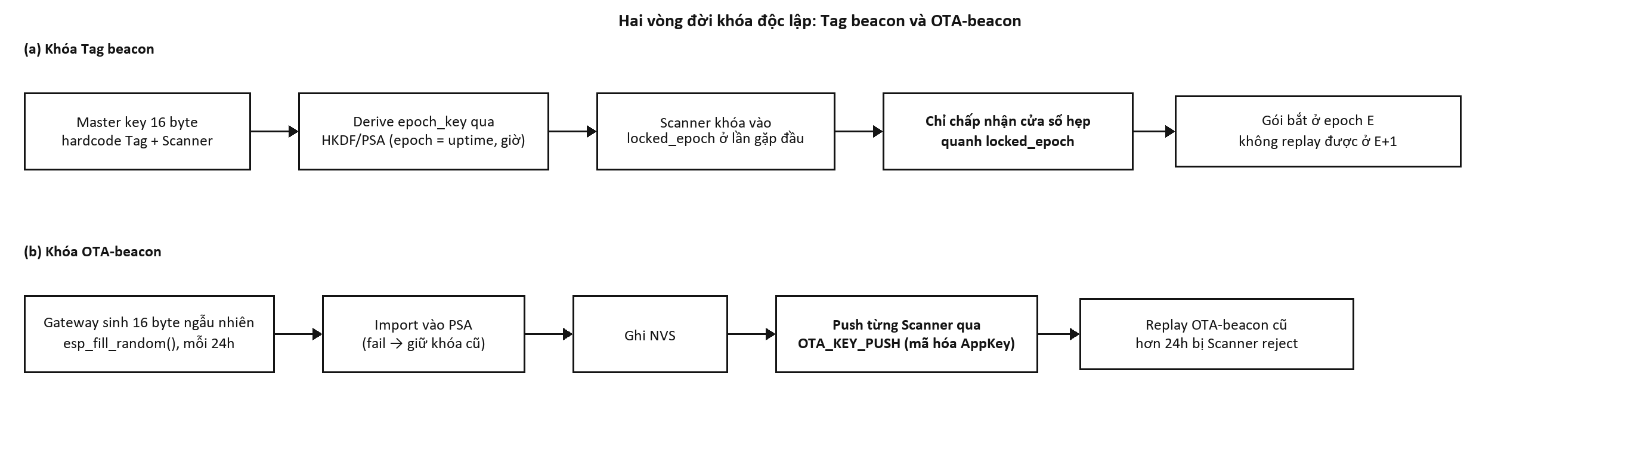 Hai vòng đời khóa độc lập: Tag beacon và OTA-beacon
(a) Khóa Tag beacon
Master key 16 byte
hardcode Tag + Scanner
Derive epoch_key qua
HKDF/PSA (epoch = uptime, giờ)
Scanner khóa vào
locked_epoch ở lần gặp đầu
Chỉ chấp nhận cửa sổ hẹp
quanh locked_epoch
Gói bắt ở epoch E
không replay được ở E+1
(b) Khóa OTA-beacon
Gateway sinh 16 byte ngẫu nhiên
esp_fill_random(), mỗi 24h
Import vào PSA
(fail → giữ khóa cũ)
Ghi NVS
Push từng Scanner qua
OTA_KEY_PUSH (mã hóa AppKey)
Replay OTA-beacon cũ
hơn 24h bị Scanner reject